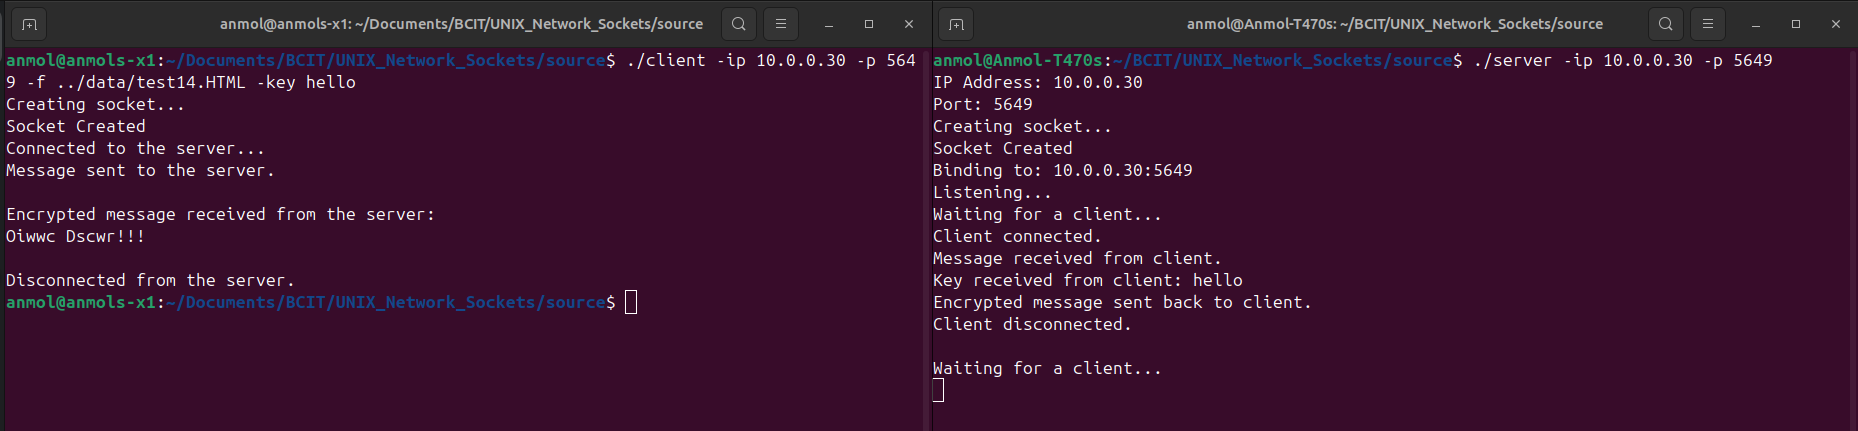 anmol@anmols-x1: ~/Documents/BCIT/UNIX_Network_Sockets/source
anmol@anmols-x1:~/Documents/BCIT/UNIX_Network_Sockets/source$ ./client -ip 10.0.0.30 -p 564
9 -f ../data/test14.HTML -key hello
Creating socket...
Socket Created
Connected to the server...
Message sent to the server.
Encrypted message received from the server:
Oiwwc Dscwr!!!
Disconnected from the server.
anmol@anmols-x1:~/Documents/BCIT/UNIX_Network_Sockets/source$
anmol@Anmol-T470s: ~/BCIT/UNIX_Network_Sockets/source
anmol@Anmol-T470s:~/BCIT/UNIX_Network_Sockets/source$ ./server -ip 10.0.0.30 -p 5649
IP Address: 10.0.0.30
Port: 5649
Creating socket...
Socket Created
Binding to: 10.0.0.30:5649
Listening...
Waiting for a client...
Client connected.
Message received from client.
Key received from client: hello
Encrypted message sent back to client.
Client disconnected.
Waiting for a client...